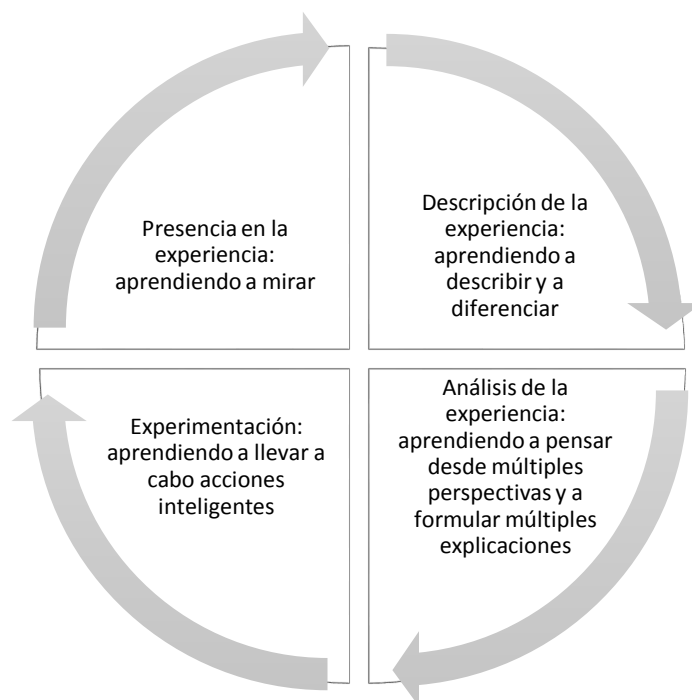 Presencia en la
experiencia:
aprendiendo a mirar
Descripción de la
experiencia:
aprendiendo a
describir y a
diferenciar
Análisis de la
experiencia:
aprendiendo a pensar
desde múltiples
perspectivas y a
formular múltiples
explicaciones
Experimentación:
aprendiendo a llevar a
cabo acciones
inteligentes